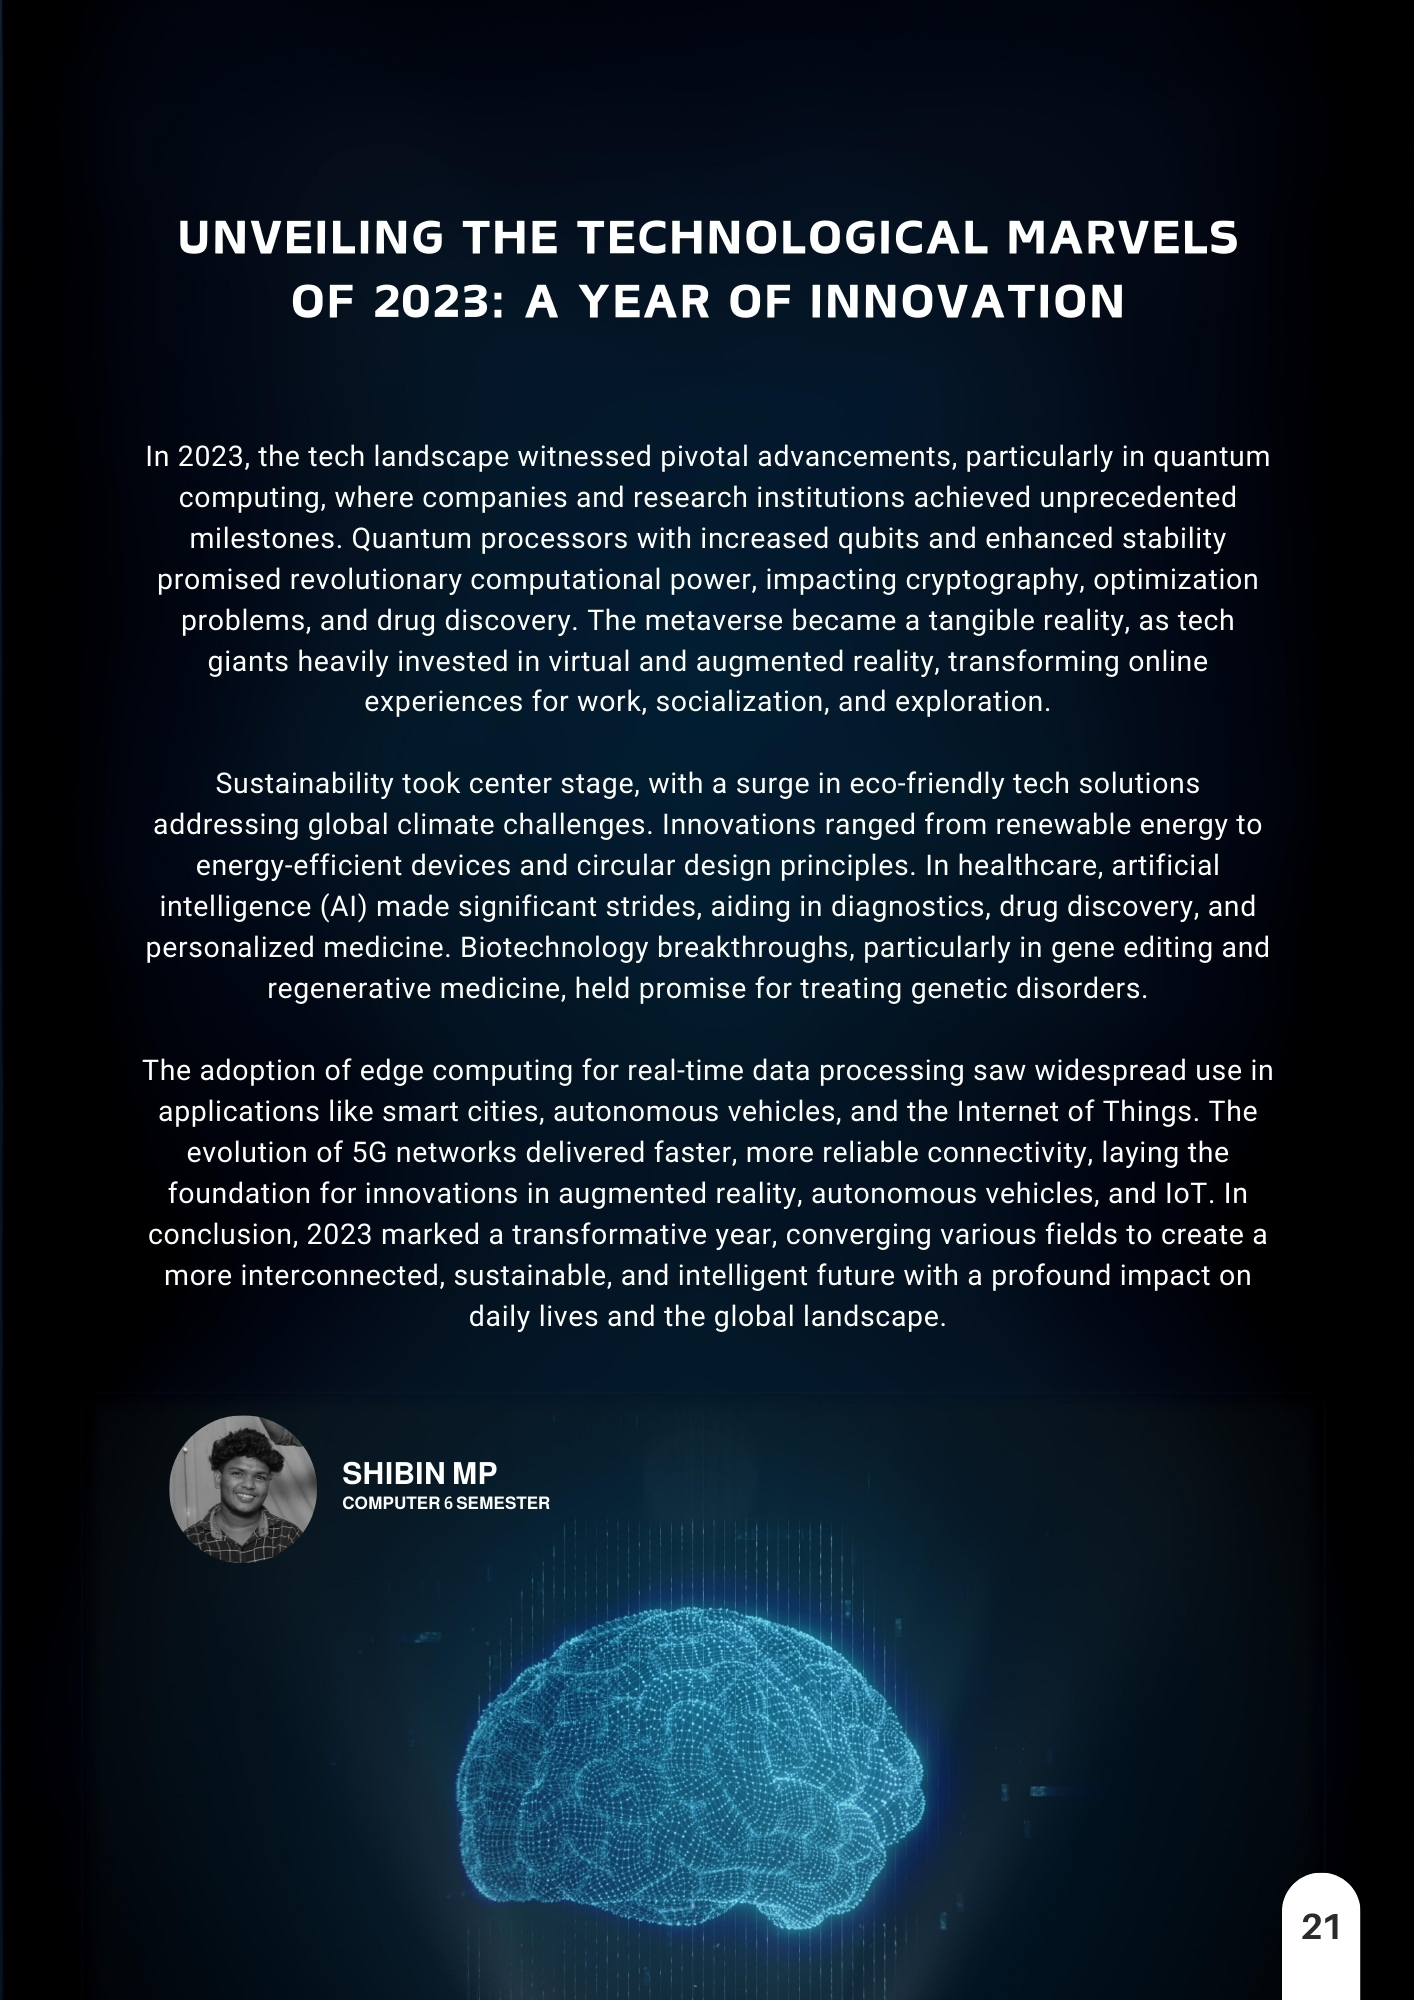 UNVEILING THE TECHNOLOGICAL MARVELS
OF 2023: A YEAR OF INNOVATION
In 2023, the tech landscape witnessed pivotal advancements, particularly in quantum
computing, where companies and research institutions achieved unprecedented
milestones. Quantum processors with increased qubits and enhanced stability
promised revolutionary computational power, impacting cryptography, optimization
problems, and drug discovery. The metaverse became a tangible reality, as tech
giants heavily invested in virtual and augmented reality, transforming online
experiences for work, socialization, and exploration.
Sustainability took center stage, with a surge in eco-friendly tech solutions
addressing global climate challenges. Innovations ranged from renewable energy to
energy-efficient devices and circular design principles. In healthcare, artificial
intelligence (AI) made significant strides, aiding in diagnostics, drug discovery, and
personalized medicine. Biotechnology breakthroughs, particularly in gene editing and
regenerative medicine, held promise for treating genetic disorders.
The adoption of edge computing for real-time data processing saw widespread use in
applications like smart cities, autonomous vehicles, and the Internet of Things. The
evolution of 5G networks delivered faster, more reliable connectivity, laying the
foundation for innovations in augmented reality, autonomous vehicles, and IoT. In
conclusion, 2023 marked a transformative year, converging various fields to create a
more interconnected, sustainable, and intelligent future with a profound impact on
daily lives and the global landscape.
SHIBIN MP
COMPUTER 6 SEMESTER
21